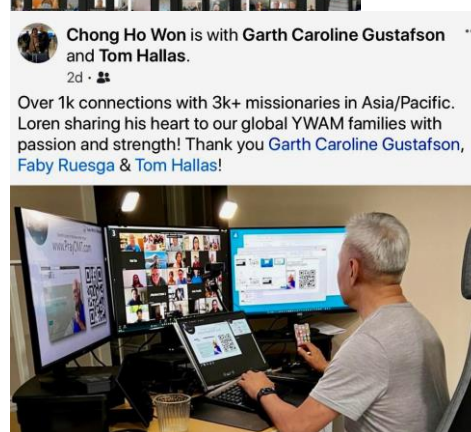 Chong Ho Won is with Garth Caroline Gustafson
and Tom Hallas.
2d ·
Over 1k connections with 3k+ missionaries in Asia/Pacific.
Loren sharing his heart to our global YWAM families with
passion and strength! Thank you Garth Caroline Gustafson,
Faby Ruesga & Tom Hallas!
www.PrayONT.com